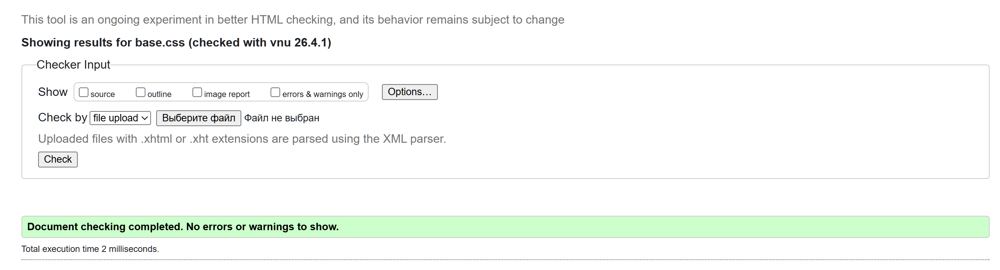 This tool is an ongoing experiment in better HTML checking, and its behavior remains subject to change
Showing results for base.css (checked with vnu 26.4.1)
Checker Input
Show source outline image report errors & warnings only Options...
Check by file upload Выберите файл Файл не выбран
Uploaded files with .xhtml or .xht extensions are parsed using the XML parser.
Check
Document checking completed. No errors or warnings to show.
Total execution time 2 milliseconds.